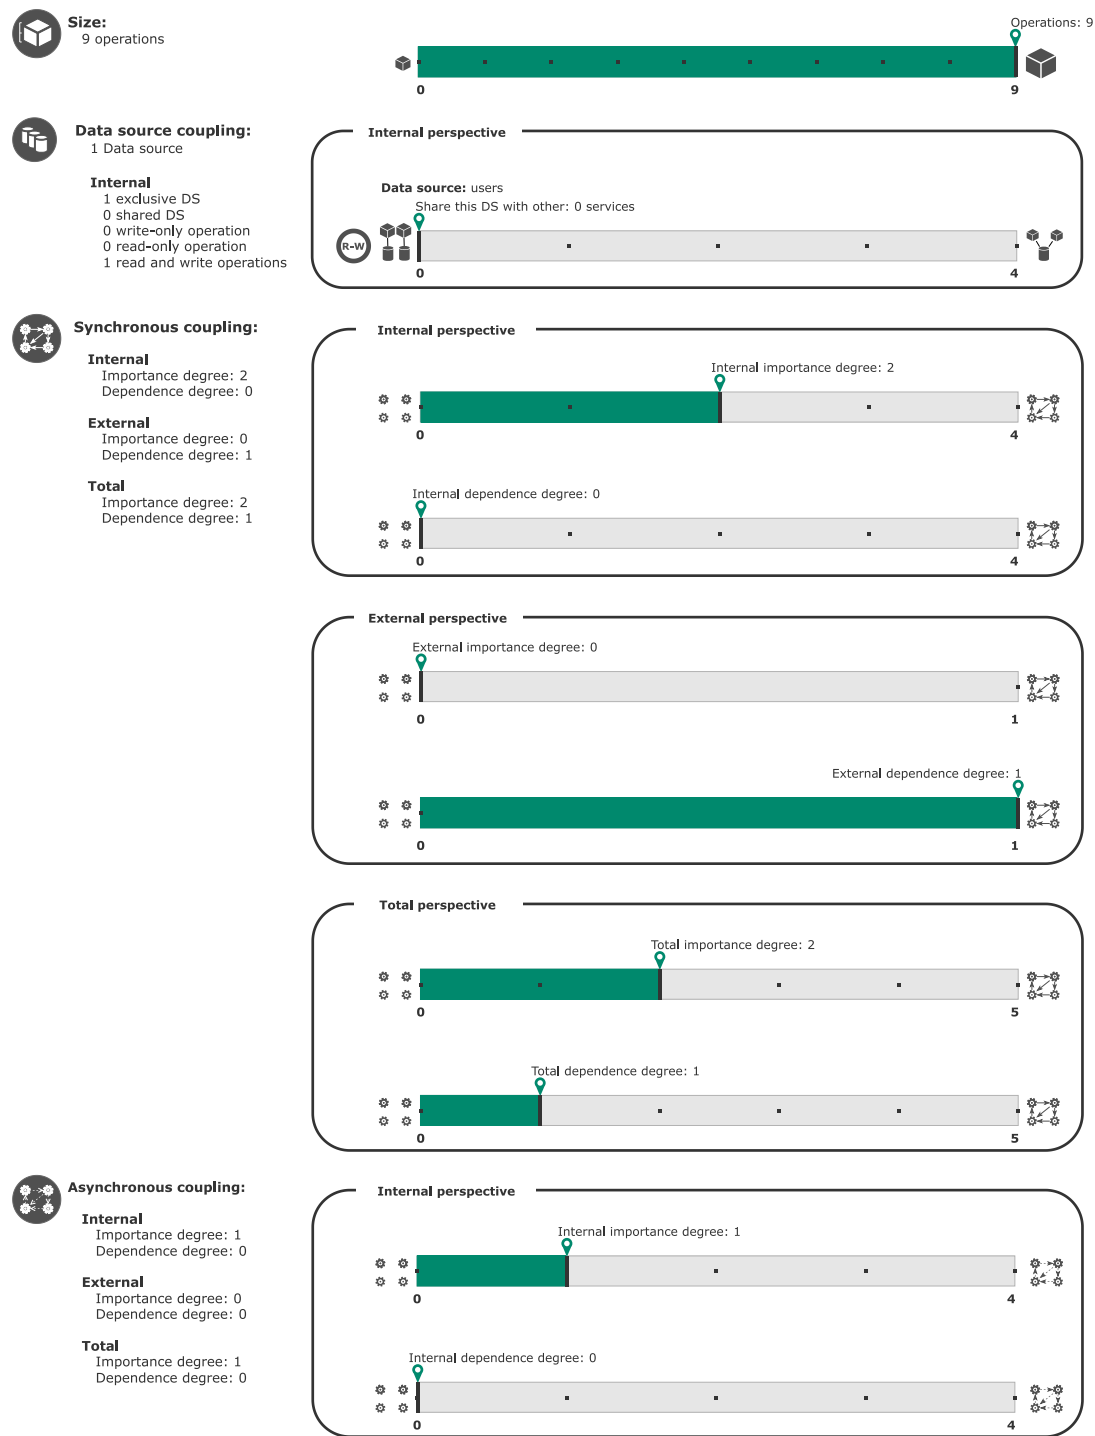 Size:
9 operations
Operations: 9
0
9
Data source coupling:
1 Data source
Internal
1 exclusive DS
0 shared DS
0 write-only operation
0 read-only operation
1 read and write operations
Internal perspective
Data source: users
Share this DS with other: 0 services
R-W
0
4
Synchronous coupling:
Internal
Importance degree: 2
Dependence degree: 0
External
Importance degree: 0
Dependence degree: 1
Total
Importance degree: 2
Dependence degree: 1
Internal perspective
Internal importance degree: 2
0
4
Internal dependence degree: 0
0
4
External perspective
External importance degree: 0
0
1
External dependence degree: 1
0
1
Total perspective
Total importance degree: 2
0
5
Total dependence degree: 1
0
5
Asynchronous coupling:
Internal
Importance degree: 1
Dependence degree: 0
External
Importance degree: 0
Dependence degree: 0
Total
Importance degree: 1
Dependence degree: 0
Internal perspective
Internal importance degree: 1
0
4
Internal dependence degree: 0
0
4